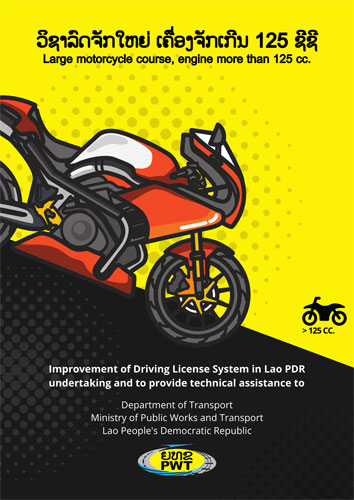 ວິຊາລົດຈັກໃຫຍ່ ເຄື່ອງຈັກເກີນ 125 ຊີຊີ
Large motorcycle course, engine more than 125 cc.
> 125 CC.
Improvement of Driving License System in Lao PDR
undertaking and to provide technical assistance to
Department of Transport
Ministry of Public Works and Transport
Lao People's Democratic Republic
ຍທຂ
PWT